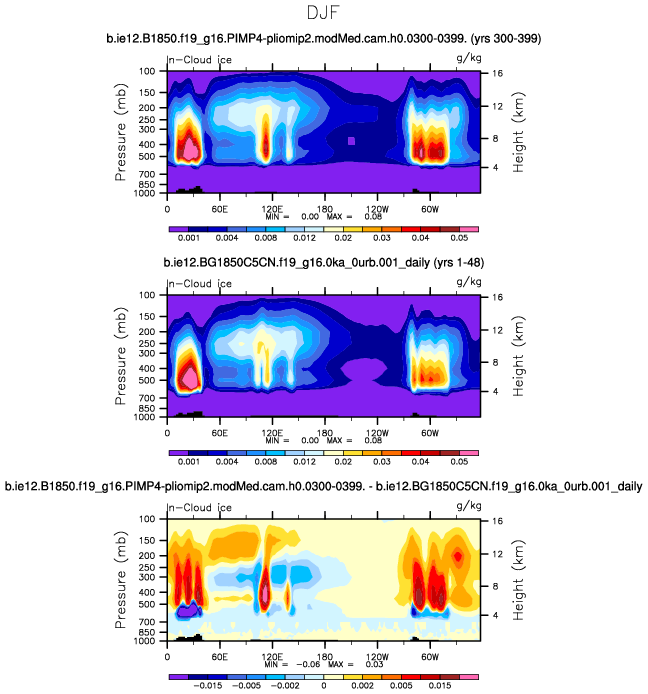 DJF
b.ie12.B1850.f19_g16.PIMP4-pliomip2.modMed.cam.h0.0300-0399. (yrs 300-399)
n-Cloud ice g/kg
Pressure (mb)
100
150
200
250
300
400
500
700
850
1000
16
12
8
4
Height (km)
0 60E 120E 180 120W 60W
MIN = 0.00 MAX = 0.08
0.001 0.004 0.008 0.012 0.02 0.03 0.04 0.05
b.ie12.BG1850C5CN.f19_g16.0ka_0urb.001_daily (yrs 1-48)
n-Cloud ice g/kg
Pressure (mb)
100
150
200
250
300
400
500
700
850
1000
16
12
8
4
Height (km)
0 60E 120E 180 120W 60W
MIN = 0.00 MAX = 0.08
0.001 0.004 0.008 0.012 0.02 0.03 0.04 0.05
b.ie12.B1850.f19_g16.PIMP4-pliomip2.modMed.cam.h0.0300-0399. - b.ie12.BG1850C5CN.f19_g16.0ka_0urb.001_daily
n-Cloud ice g/kg
Pressure (mb)
100
150
200
250
300
400
500
700
850
1000
16
12
8
4
Height (km)
0 60E 120E 180 120W 60W
MIN = -0.06 MAX = 0.03
-0.015 -0.005 -0.002 0 0.002 0.005 0.015